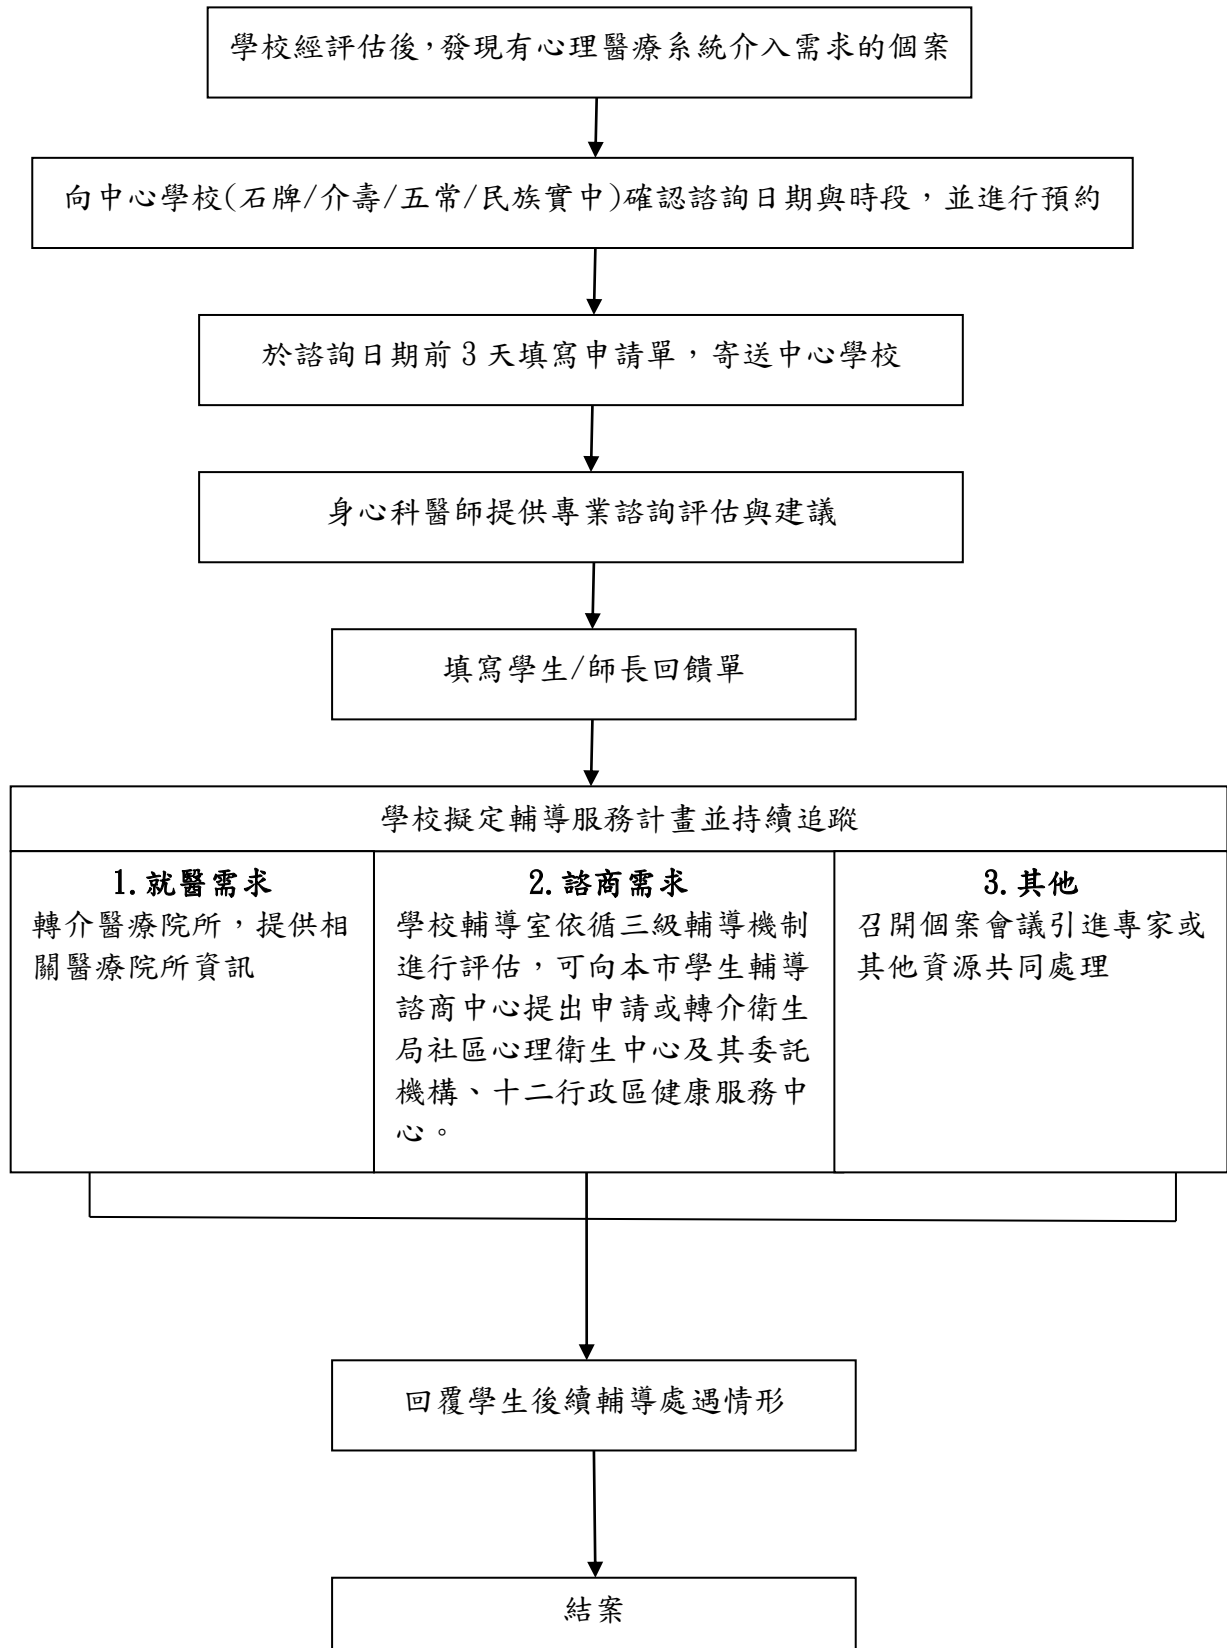 學校經評估後，發現有心理醫療系統介入需求的個案
向中心學校(石牌/介壽/五常/民族實中)確認諮詢日期與時段，並進行預約
於諮詢日期前3天填寫申請單，寄送中心學校
身心科醫師提供專業諮詢評估與建議
填寫學生/師長回饋單
學校擬定輔導服務計畫並持續追蹤
1.就醫需求
轉介醫療院所，提供相
關醫療院所資訊
2.諮商需求
學校輔導室依循三級輔導機制
進行評估，可向本市學生輔導
諮商中心提出申請或轉介衛生
局社區心理衛生中心及其委託
機構、十二行政區健康服務中
心。
3.其他
召開個案會議引進專家或
其他資源共同處理
回覆學生後續輔導處遇情形
結案